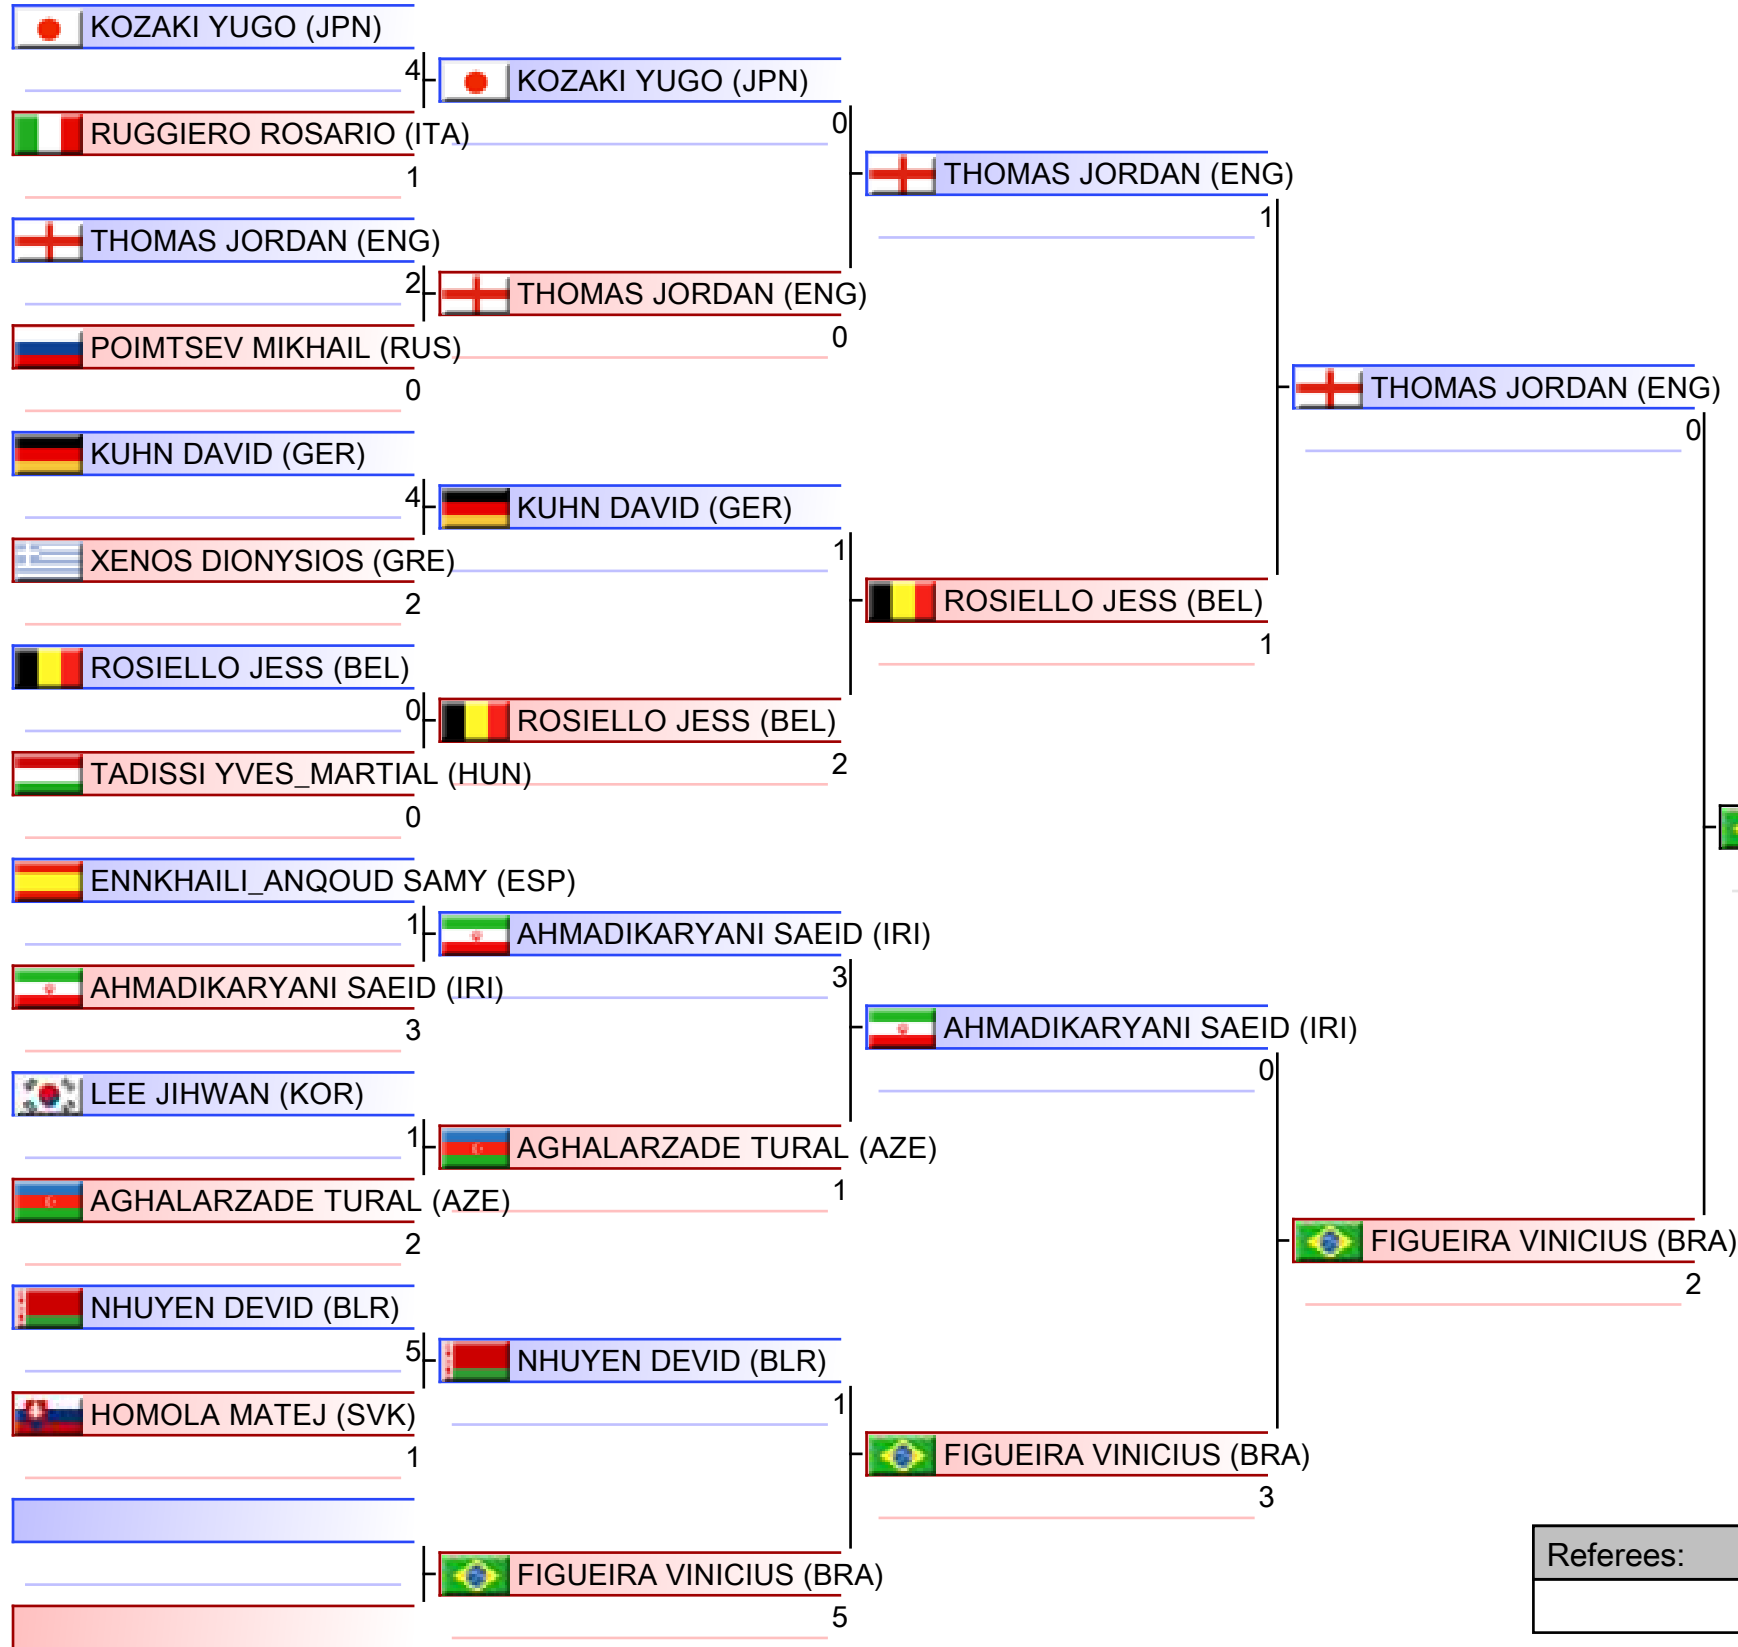 KOZAKI YUGO (JPN)
4
RUGGIERO ROSARIO (ITA)
1
THOMAS JORDAN (ENG)
2
POIMTSEV MIKHAIL (RUS)
0
KUHN DAVID (GER)
4
XENOS DIONYSIOS (GRE)
2
ROSIELLO JESS (BEL)
0
TADISSI YVES_MARTIAL (HUN)
0
ENNKHAILI_ANQOUD SAMY (ESP)
1
AHMADIKARYANI SAEID (IRI)
3
LEE JIHWAN (KOR)
1
AGHALARZADE TURAL (AZE)
2
NHUYEN DEVID (BLR)
5
HOMOLA MATEJ (SVK)
1
KOZAKI YUGO (JPN)
0
THOMAS JORDAN (ENG)
0
KUHN DAVID (GER)
1
ROSIELLO JESS (BEL)
2
AHMADIKARYANI SAEID (IRI)
3
AGHALARZADE TURAL (AZE)
1
NHUYEN DEVID (BLR)
1
FIGUEIRA VINICIUS (BRA)
5
THOMAS JORDAN (ENG)
1
ROSIELLO JESS (BEL)
1
AHMADIKARYANI SAEID (IRI)
0
FIGUEIRA VINICIUS (BRA)
3
THOMAS JORDAN (ENG)
0
FIGUEIRA VINICIUS (BRA)
2
Referees: